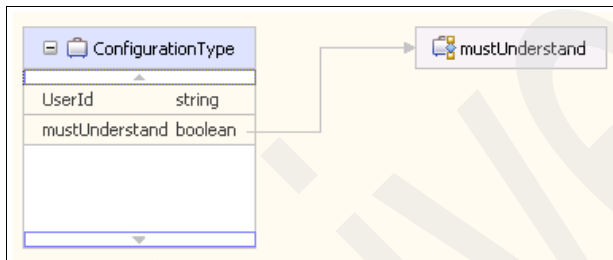 ConfigurationType
mustUnderstand
UserId string
mustUnderstand boolean